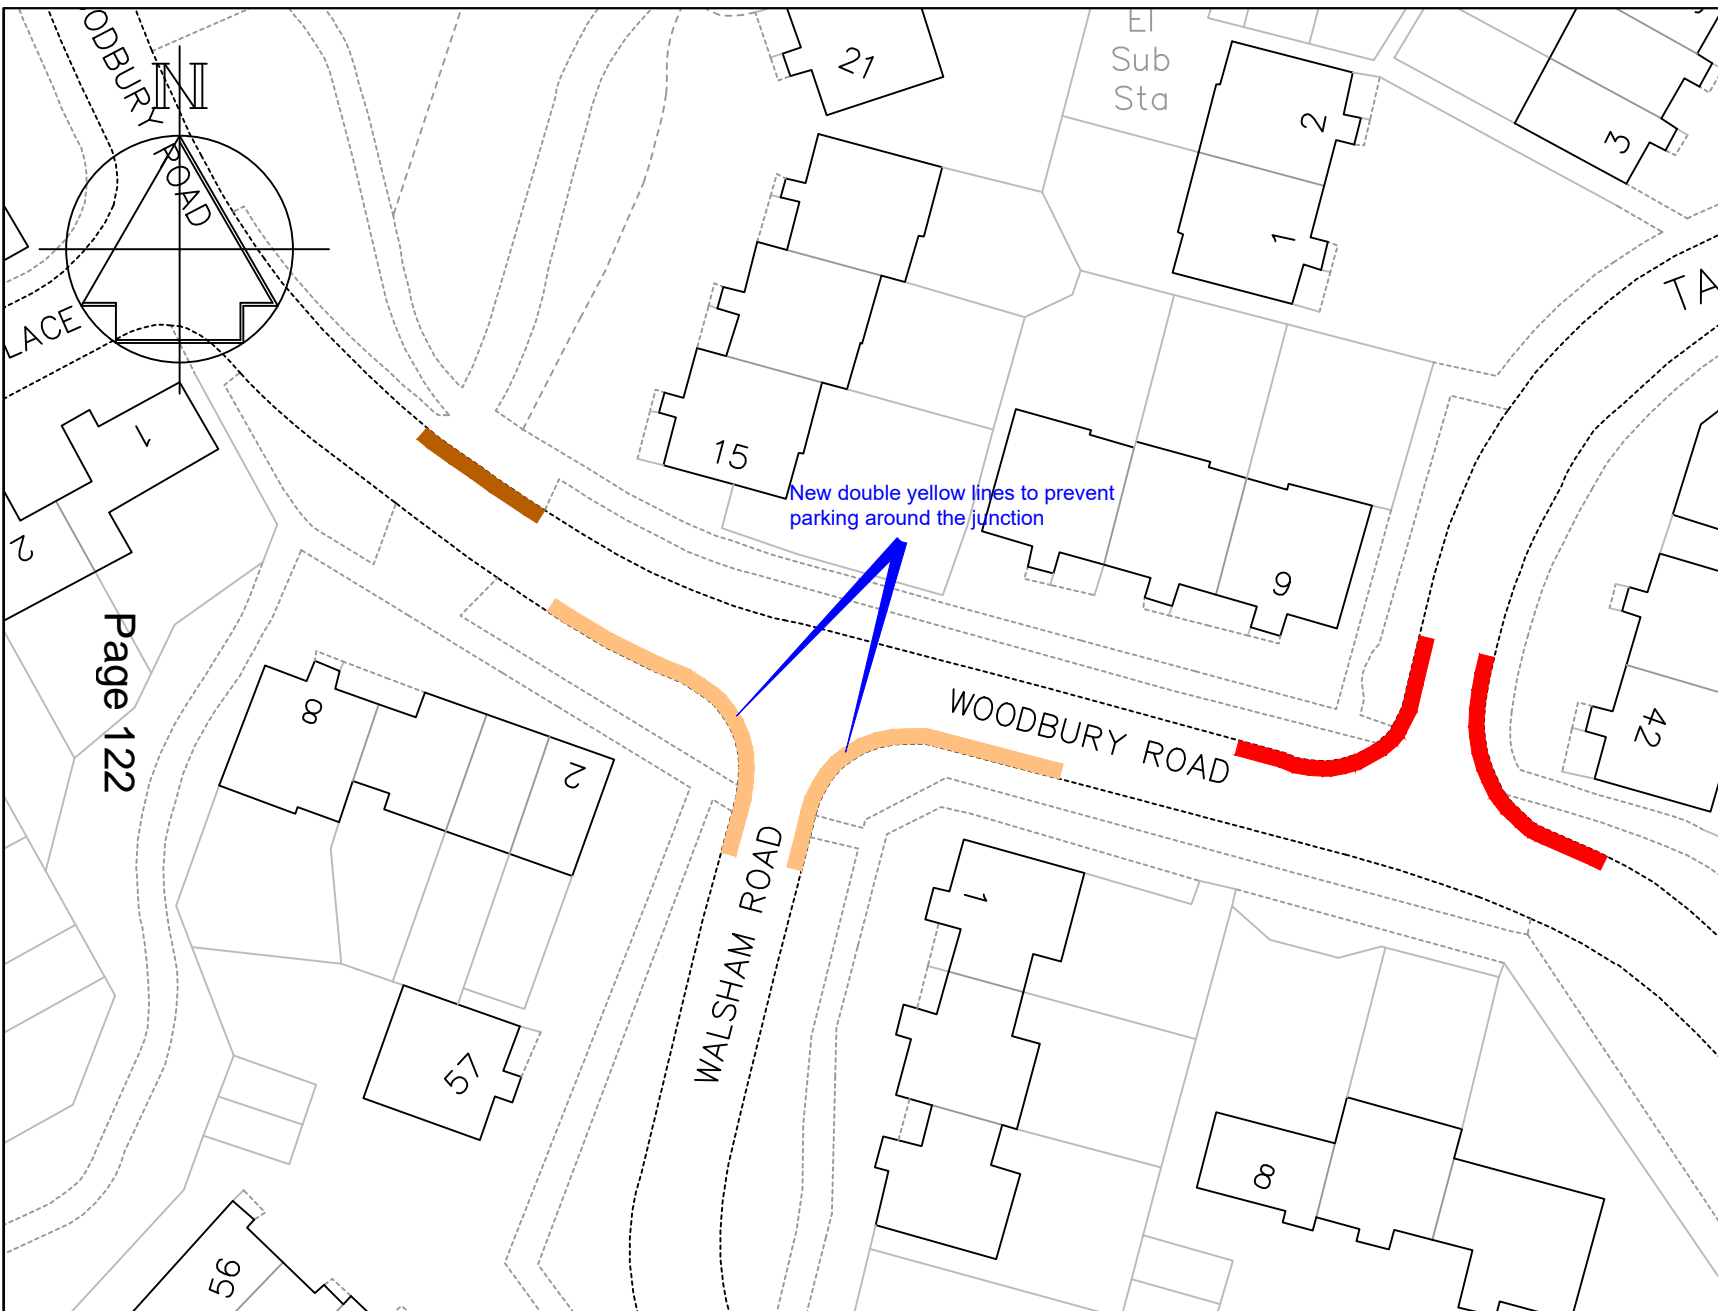 ODBURY ROAD
N
21
El
Sub
Sta
2
3
1
TA
LACE
1
15
New double yellow lines to prevent
parking around the junction
2
9
Page 122
8
WOODBURY ROAD
42
2
WALSHAM ROAD
1
57
8
56